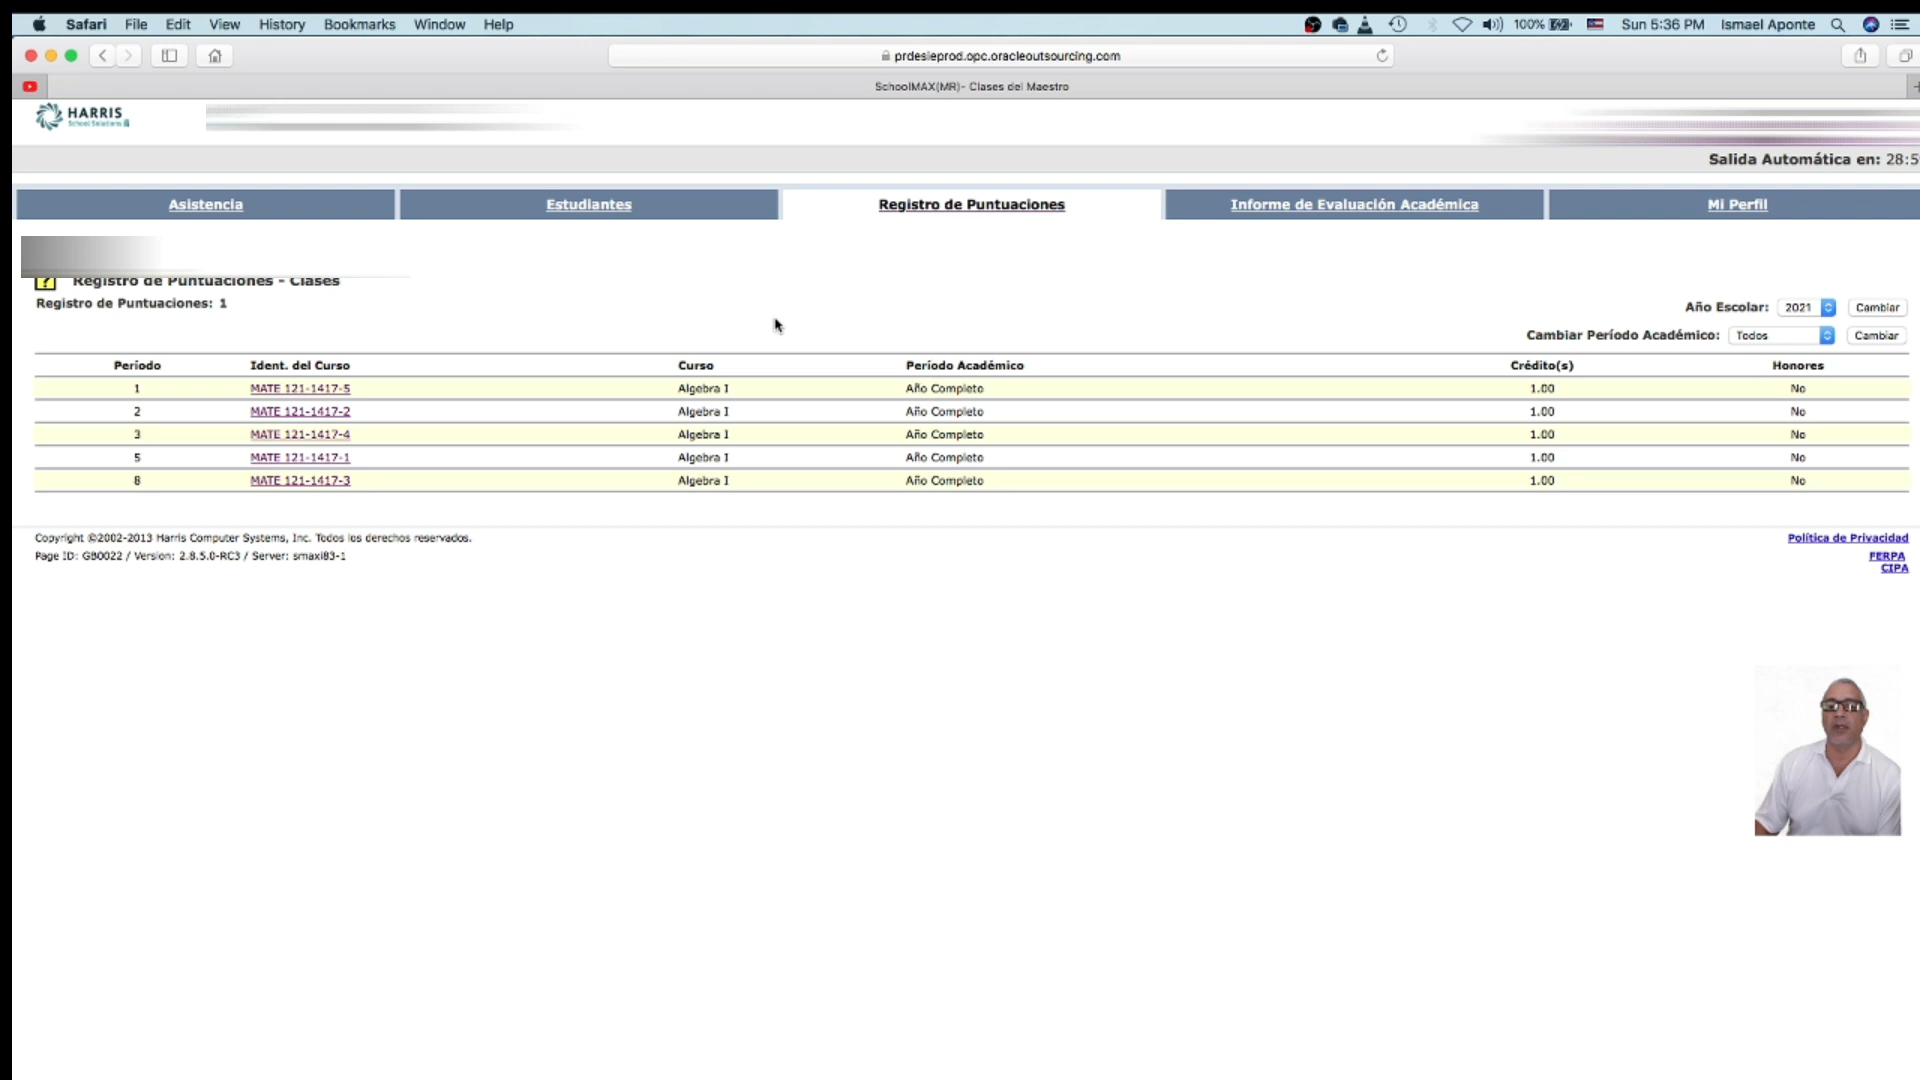 Safari File Edit View History Bookmarks Window Help 100% Sun 5:36 PM Ismael Aponte
prdesieprod.opc.oracleoutsourcing.com
SchoolMAX(MR)- Clases del Maestro
HARRIS
School Solutions
Salida Automática en: 28:5
Asistencia Estudiantes Registro de Puntuaciones Informe de Evaluación Académica Mi Perfil
? Registro de Puntuaciones - Clases
Registro de Puntuaciones: 1
Año Escolar: 2021 Cambiar
Cambiar Período Académico: Todos Cambiar
Período Ident. del Curso Curso Período Académico Crédito(s) Honores
1 MATE 121-1417-5 Algebra I Año Completo 1.00 No
2 MATE 121-1417-2 Algebra I Año Completo 1.00 No
3 MATE 121-1417-4 Algebra I Año Completo 1.00 No
5 MATE 121-1417-1 Algebra I Año Completo 1.00 No
8 MATE 121-1417-3 Algebra I Año Completo 1.00 No
Copyright ©2002-2013 Harris Computer Systems, Inc. Todos los derechos reservados. Política de Privacidad
Page ID: GB0022 / Version: 2.8.5.0-RC3 / Server: smaxi83-1 FERPA
CIPA